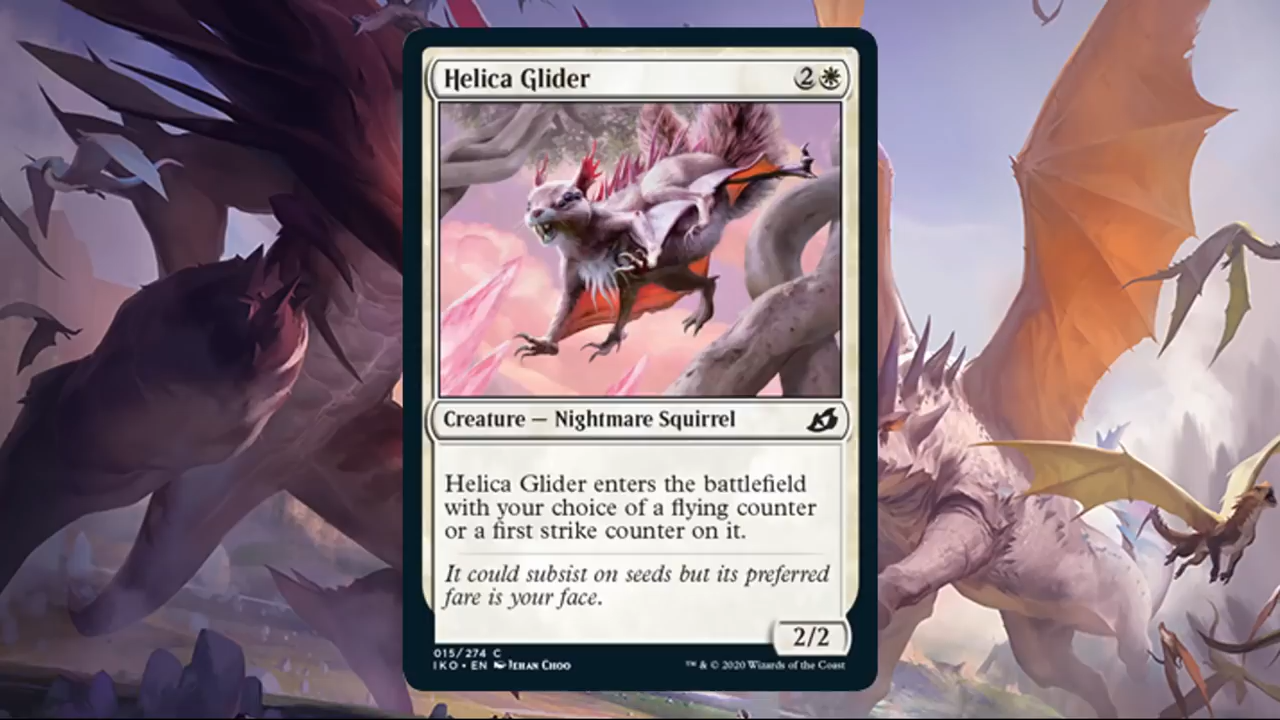 Helica Glider 2
Creature — Nightmare Squirrel
Helica Glider enters the battlefield
with your choice of a flying counter
or a first strike counter on it.
It could subsist on seeds but its preferred
fare is your face.
2/2
015/274 C
IKO • EN Jehan Choo
™ & © 2020 Wizards of the Coast